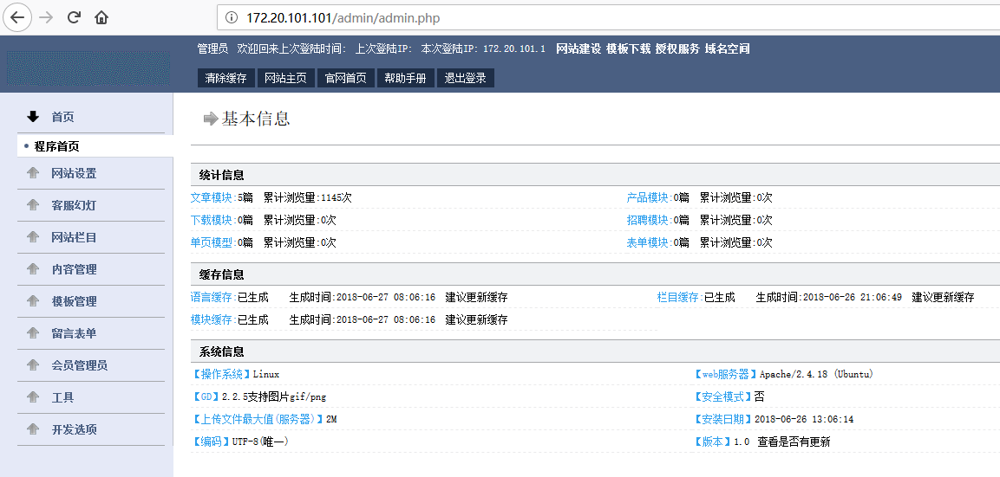 172.20.101.101/admin/admin.php
管理员 欢迎回来上次登陆时间: 上次登陆IP: 本次登陆IP: 172.20.101.1 网站建设 模板下载 授权服务 域名空间
清除缓存 网站主页 官网首页 帮助手册 退出登录
首页
程序首页
网站设置
客服幻灯
网站栏目
内容管理
模板管理
留言表单
会员管理员
工具
开发选项
基本信息
统计信息
文章模块:5篇 累计浏览量:1145次 产品模块:0篇 累计浏览量:0次
下载模块:0篇 累计浏览量:0次 招聘模块:0篇 累计浏览量:0次
单页模型:0篇 累计浏览量:0次 表单模块:0篇 累计浏览量:0次
缓存信息
语言缓存:已生成 生成时间:2018-06-27 08:06:16 建议更新缓存 栏目缓存:已生成 生成时间:2018-06-26 21:06:49 建议更新缓存
模块缓存:已生成 生成时间:2018-06-27 08:06:16 建议更新缓存
系统信息
【操作系统】Linux 【web服务器】Apache/2.4.18 (Ubuntu)
【GD】2.2.5支持图片gif/png 【安全模式】否
【上传文件最大值(服务器)】2M 【安装日期】2018-06-26 13:06:14
【编码】UTF-8(唯一) 【版本】1.0 查看是否有更新